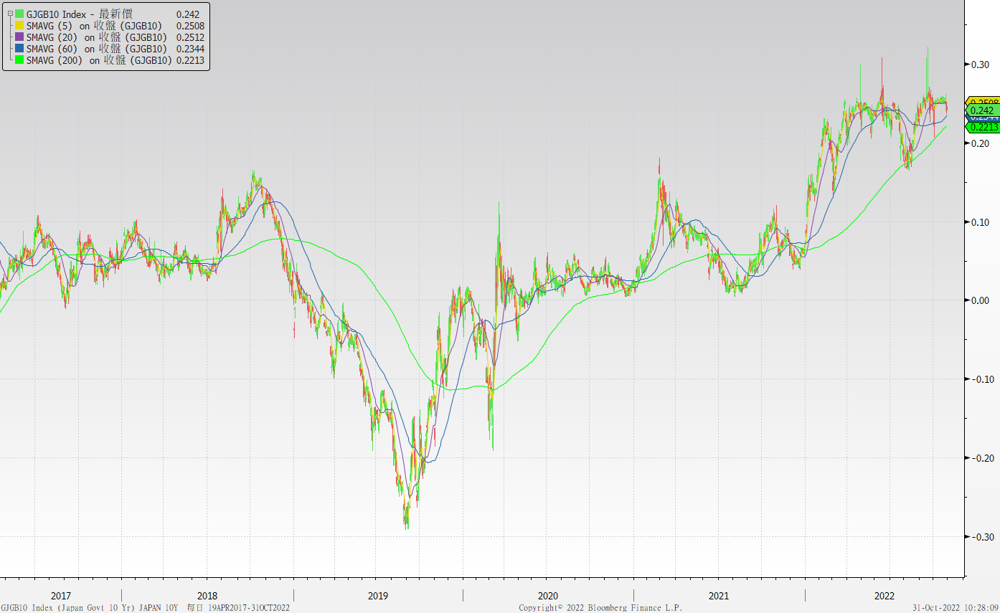 GJGB10 Index - 最新價 0.242
SMAVG (5) on 收盤 (GJGB10) 0.2508
SMAVG (20) on 收盤 (GJGB10) 0.2512
SMAVG (60) on 收盤 (GJGB10) 0.2344
SMAVG (200) on 收盤 (GJGB10) 0.2213
0.30
0.2508
0.242
0.2344
0.2213
0.20
0.10
0.00
-0.10
-0.20
-0.30
2017 2018 2019 2020 2021 2022
GJGB10 Index (Japan Govt 10 Yr) JAPAN 10Y 每日 19APR2017-31OCT2022 Copyright© 2022 Bloomberg Finance L.P. 31-Oct-2022 10:28:09